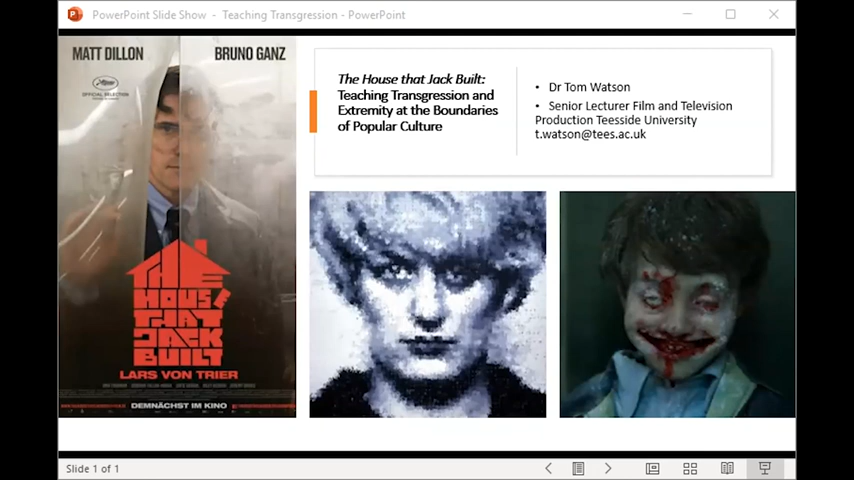 PowerPoint Slide Show - Teaching Transgression - PowerPoint
MATT DILLON
BRUNO GANZ
OFFICIAL SELECTION
THE
HOUSE
THAT
JACK
BUILT
LARS VON TRIER
DEMNÄCHST IM KINO
The House that Jack Built:
Teaching Transgression and
Extremity at the Boundaries
of Popular Culture
• Dr Tom Watson
• Senior Lecturer Film and Television
Production Teesside University
t.watson@tees.ac.uk
Slide 1 of 1